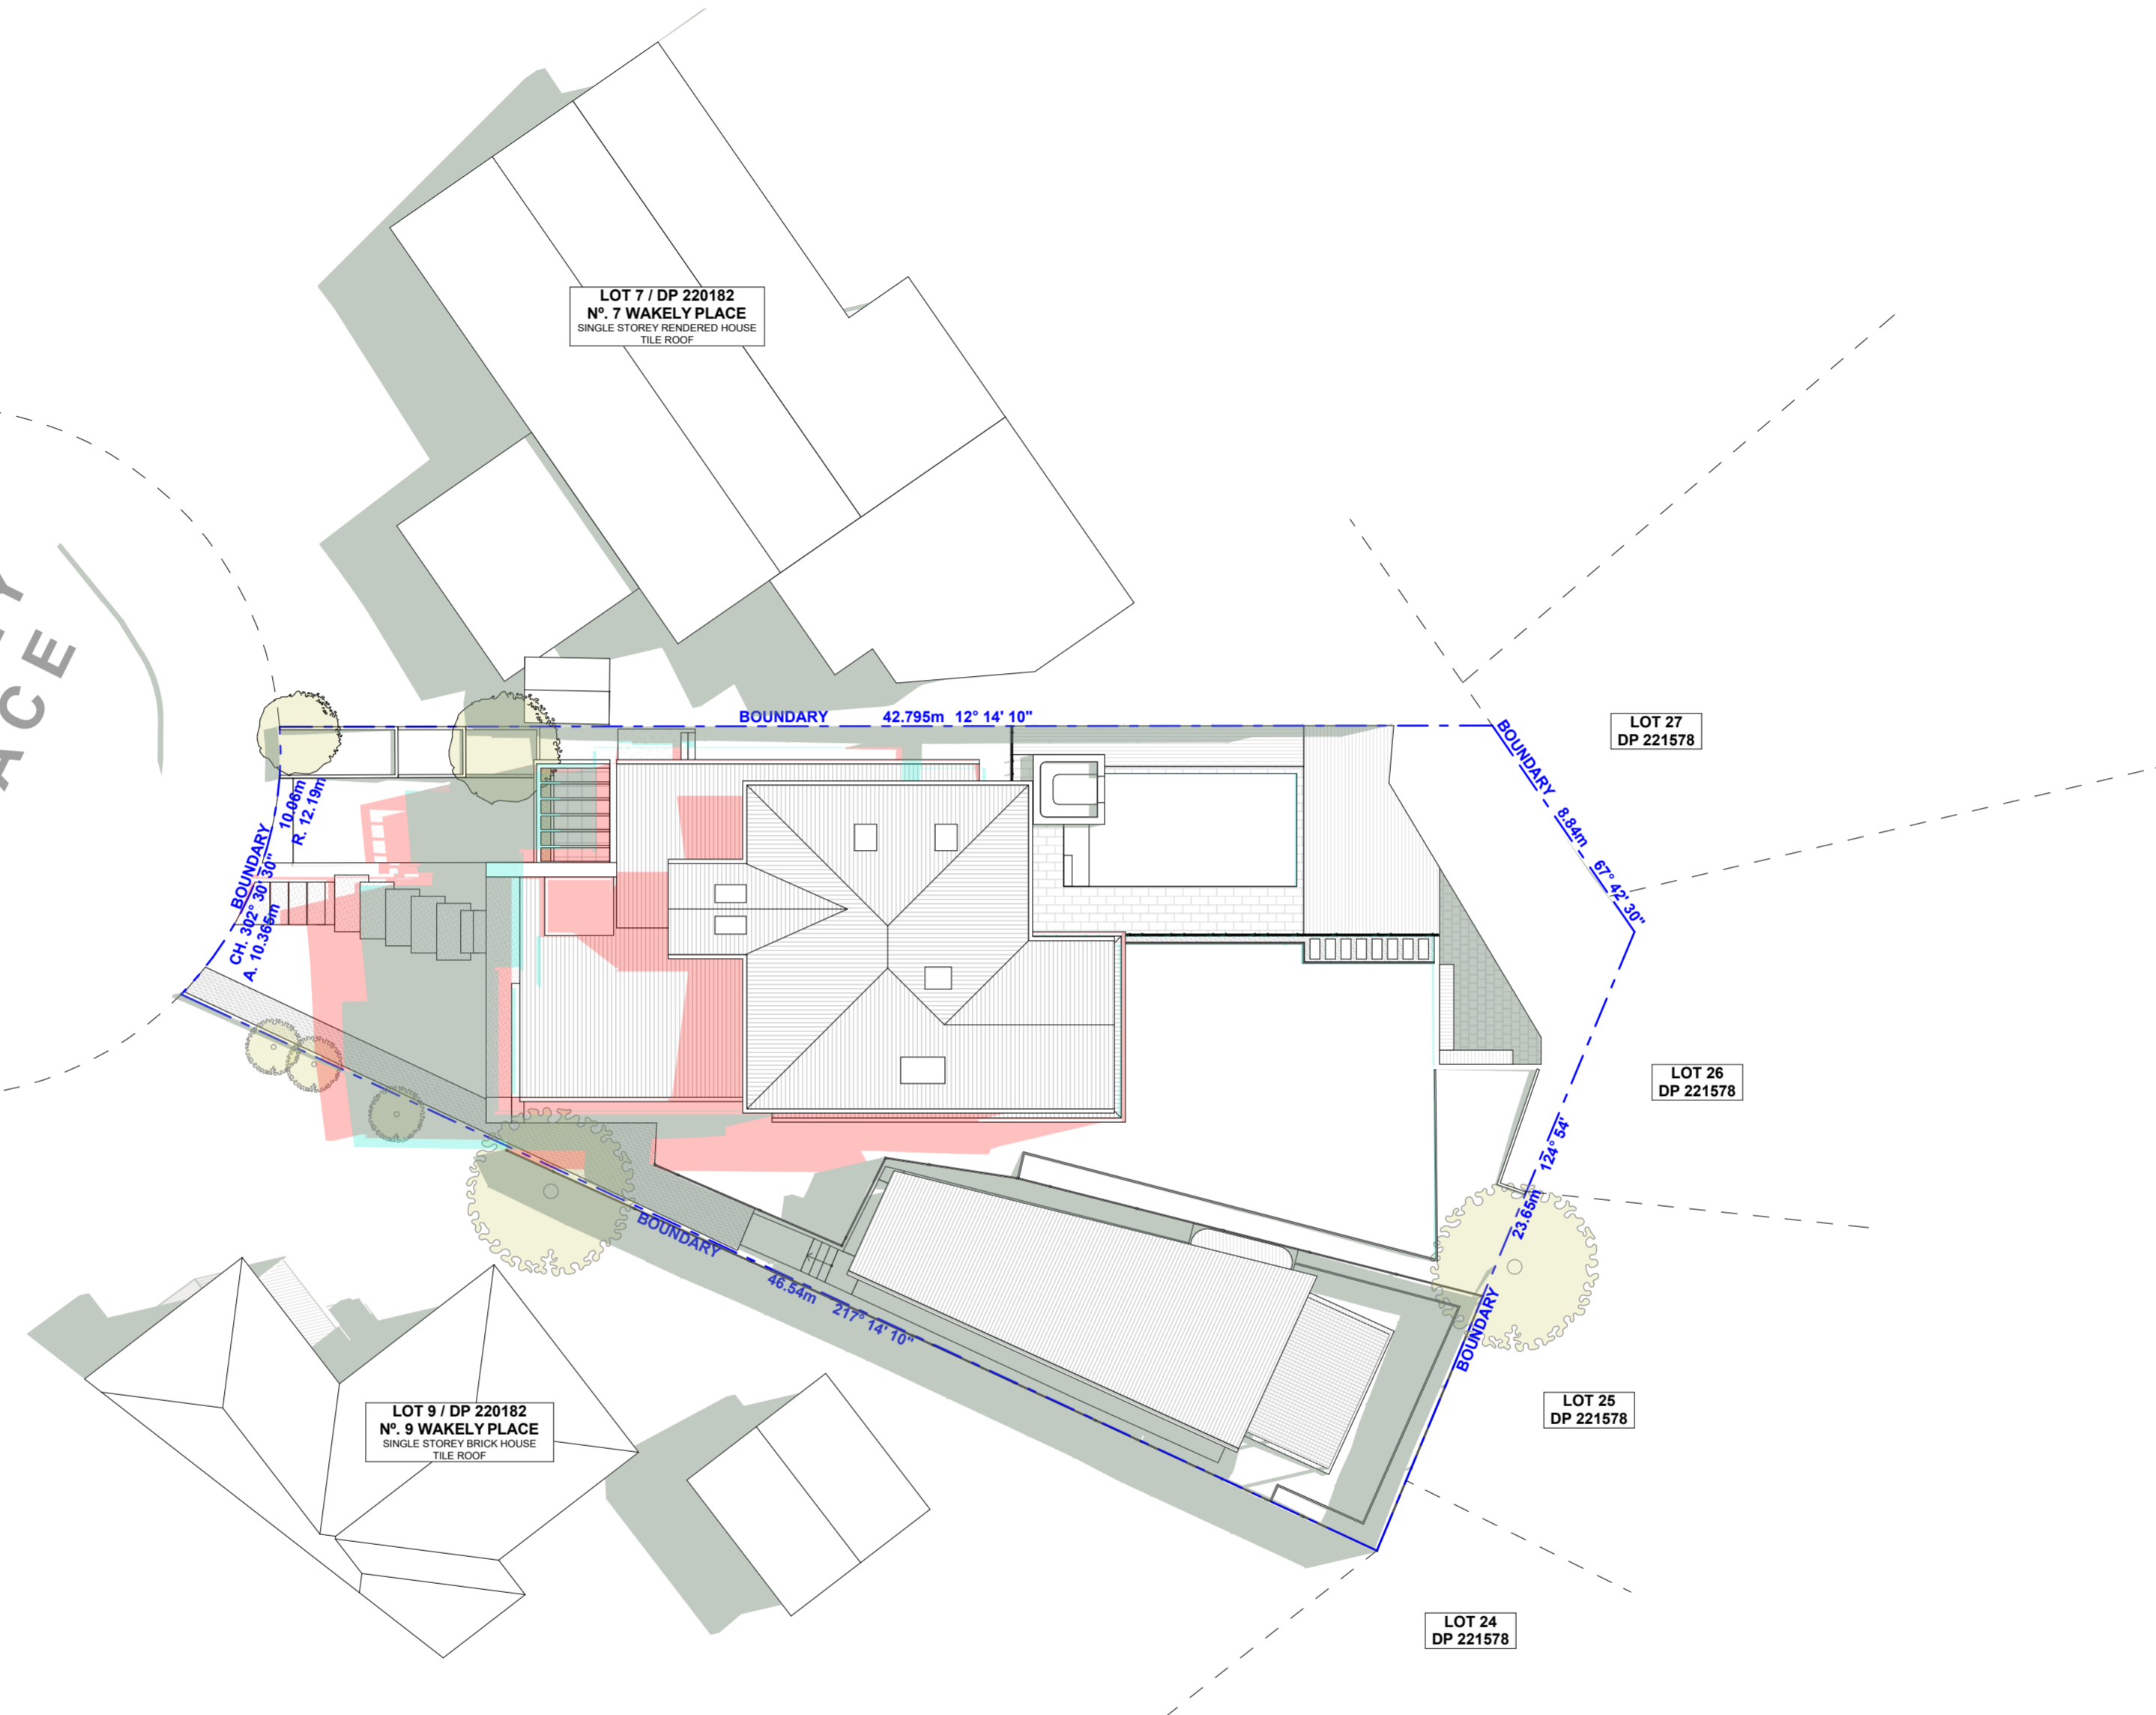 LOT 7 / DP 220182
Nº. 7 WAKELY PLACE
SINGLE STOREY RENDERED HOUSE
TILE ROOF
Y
ACE
BOUNDARY 42.795m 12° 14' 10"
LOT 27
DP 221578
BOUNDARY 8.84m 67° 42' 30"
BOUNDARY
10.06m
R. 12.19m
CH. 302° 30' 30"
A. 10.365m
LOT 26
DP 221578
23.65m 124° 54'
BOUNDARY
BOUNDARY 46.54m 217° 14' 10"
LOT 25
DP 221578
LOT 9 / DP 220182
Nº. 9 WAKELY PLACE
SINGLE STOREY BRICK HOUSE
TILE ROOF
LOT 24
DP 221578